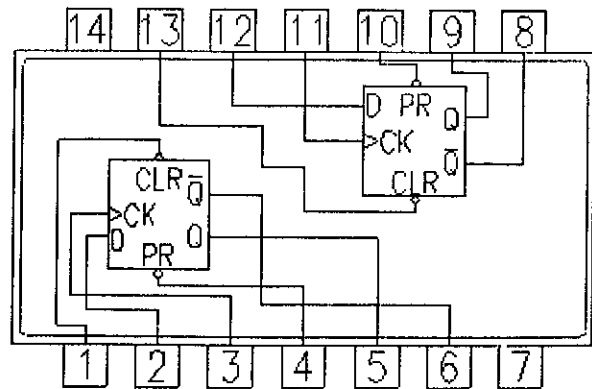 14 13 12 11 10 9 8
D PR Q
>CK Q̅
CLR
CLR Q̅
>CK
D Q
PR
1 2 3 4 5 6 7